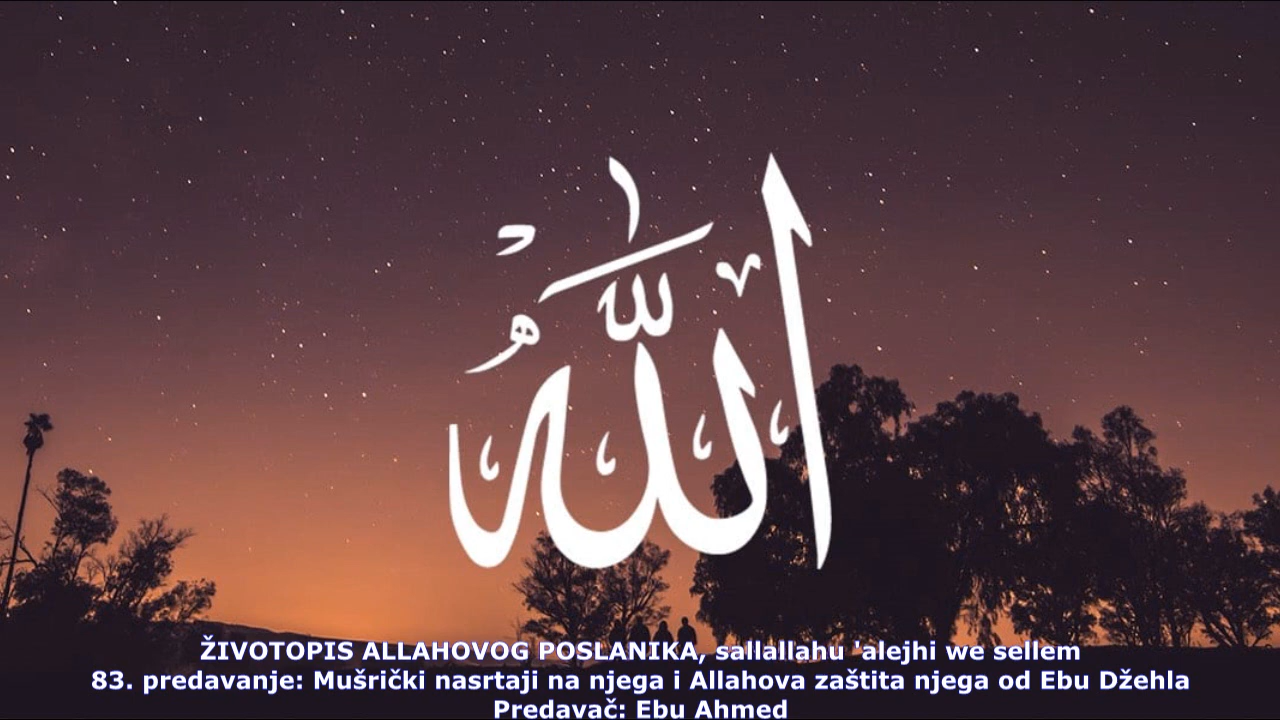 اللَّهُ
ŽIVOTOPIS ALLAHOVOG POSLANIKA, sallallahu 'alejhi we sellem
83. predavanje: Mušrički nasrtaji na njega i Allahova zaštita njega od Ebu Džehla
Predavač: Ebu Ahmed